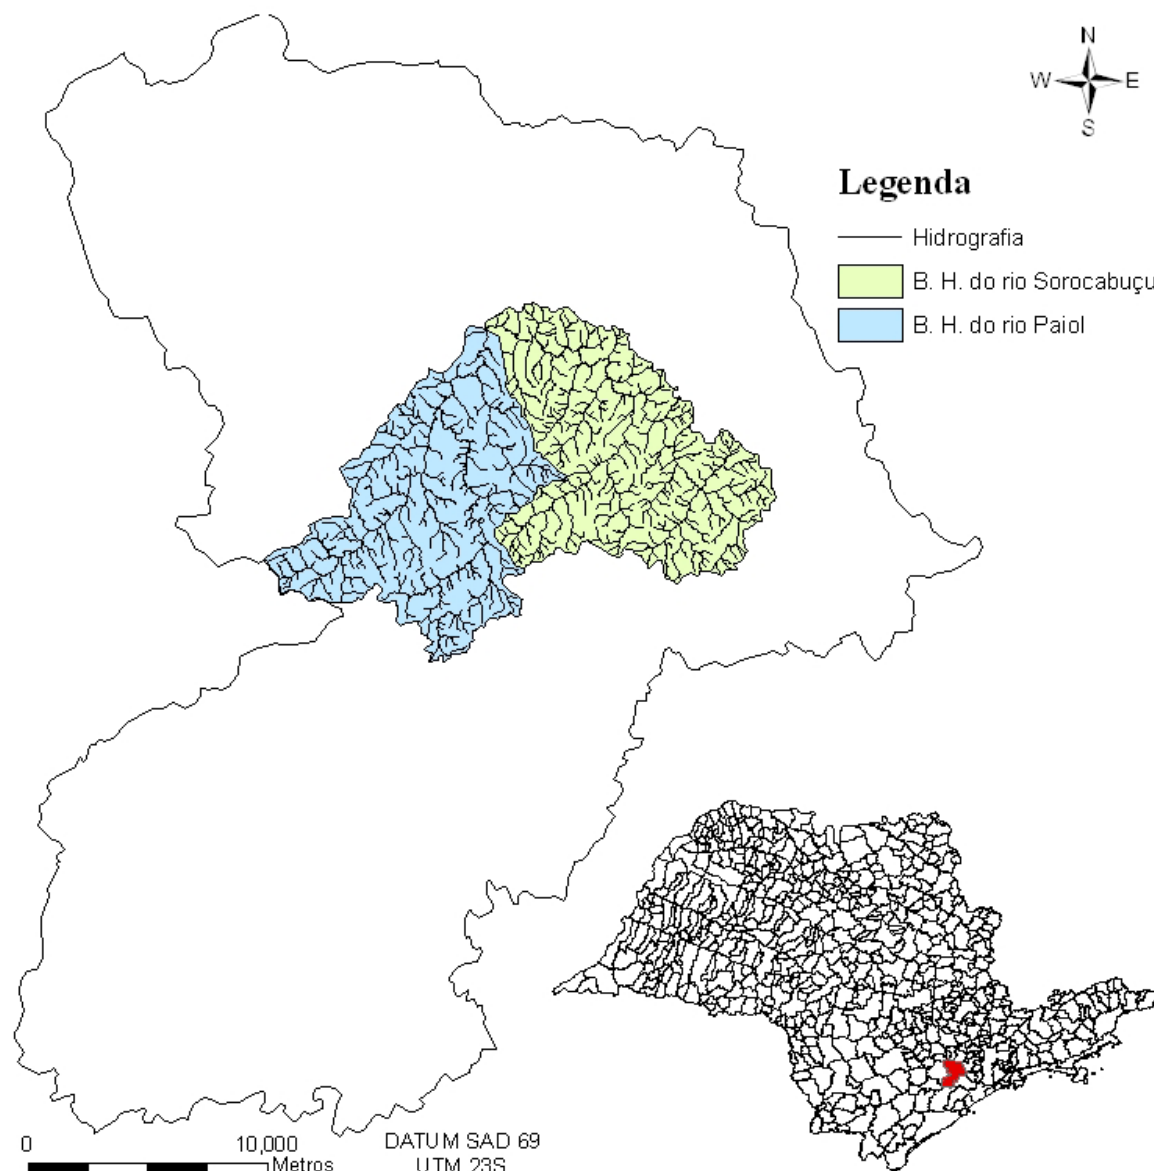 N
W E
S
Legenda
Hidrografia
B. H. do rio Sorocabuçu
B. H. do rio Paiol
0 10,000
Metros
DATUM SAD 69
UTM 23S